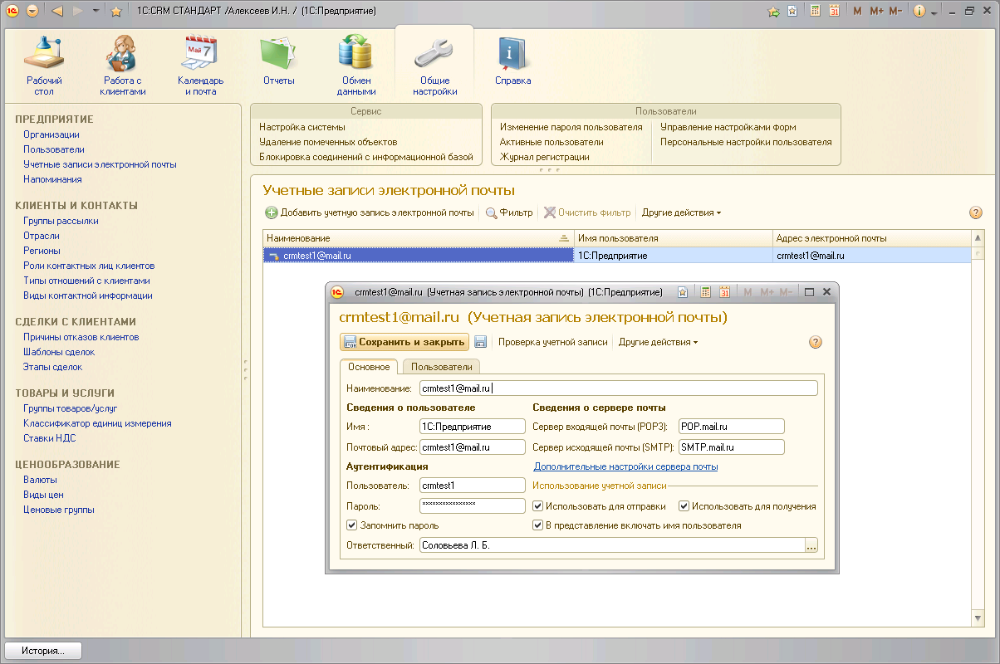 1С:CRM СТАНДАРТ /Алексеев И.Н. / (1С:Предприятие)
M M+ M-
Рабочий стол
Работа с клиентами
Май 7
Календарь и почта
Отчеты
Обмен данными
Общие настройки
Справка
ПРЕДПРИЯТИЕ
Организации
Пользователи
Учетные записи электронной почты
Напоминания
КЛИЕНТЫ И КОНТАКТЫ
Группы рассылки
Отрасли
Регионы
Роли контактных лиц клиентов
Типы отношений с клиентами
Виды контактной информации
СДЕЛКИ С КЛИЕНТАМИ
Причины отказов клиентов
Шаблоны сделок
Этапы сделок
ТОВАРЫ И УСЛУГИ
Группы товаров/услуг
Классификатор единиц измерения
Ставки НДС
ЦЕНООБРАЗОВАНИЕ
Валюты
Виды цен
Ценовые группы
Сервис
Настройка системы
Удаление помеченных объектов
Блокировка соединений с информационной базой
Пользователи
Изменение пароля пользователя
Активные пользователи
Журнал регистрации
Управление настройками форм
Персональные настройки пользователя
Учетные записи электронной почты
Добавить учетную запись электронной почты Фильтр Очистить фильтр Другие действия
Наименование Имя пользователя Адрес электронной почты
crmtest1@mail.ru 1С:Предприятие crmtest1@mail.ru
crmtest1@mail.ru (Учетная запись электронной почты) (1С:Предприятие) 31 M M+ M-
crmtest1@mail.ru (Учетная запись электронной почты)
Сохранить и закрыть Проверка учетной записи Другие действия ?
Основное Пользователи
Наименование: crmtest1@mail.ru
Сведения о пользователе Сведения о сервере почты
Имя : 1С:Предприятие Сервер входящей почты (POP3): POP.mail.ru
Почтовый адрес: crmtest1@mail.ru Сервер исходящей почты (SMTP): SMTP.mail.ru
Аутентификация Дополнительные настройки сервера почты
Пользователь: crmtest1 Использование учетной записи
Пароль: **************** Использовать для отправки Использовать для получения
Запомнить пароль В представление включать имя пользователя
Ответственный: Соловьева Л. Б. ...
История...